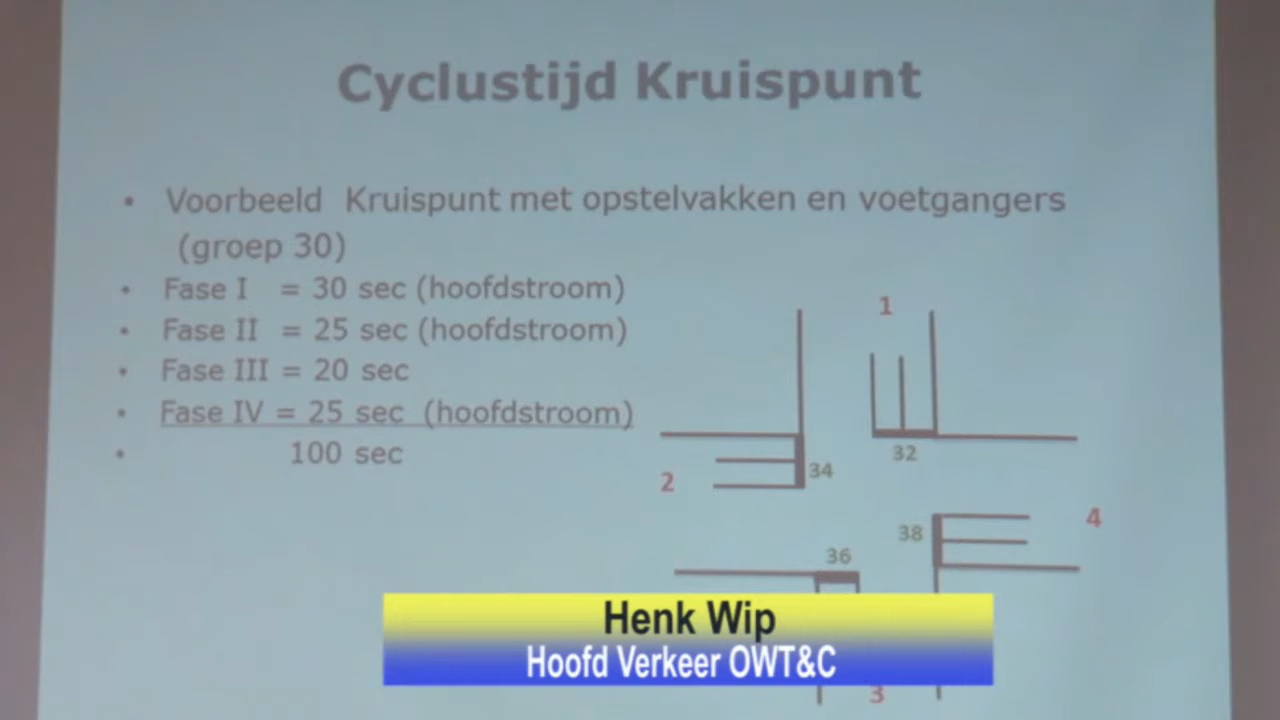 Cyclustijd Kruispunt
• Voorbeeld Kruispunt met opstelvakken en voetgangers
(groep 30)
• Fase I = 30 sec (hoofdstroom)
• Fase II = 25 sec (hoofdstroom)
• Fase III = 20 sec
• Fase IV = 25 sec (hoofdstroom)
• 100 sec
1
32
34
2
4
38
36
3
Henk Wip
Hoofd Verkeer OWT&C